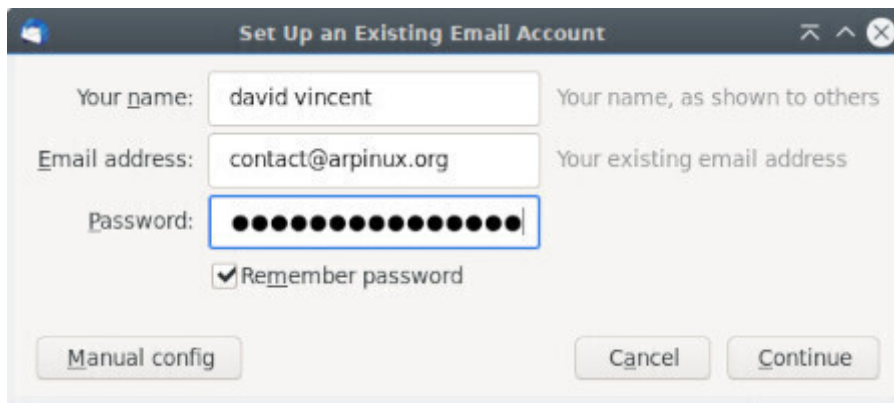 Set Up an Existing Email Account
Your name: david vincent Your name, as shown to others
Email address: contact@arpinux.org Your existing email address
Password: ●●●●●●●●●●●●●●●
Remember password
Manual config Cancel Continue